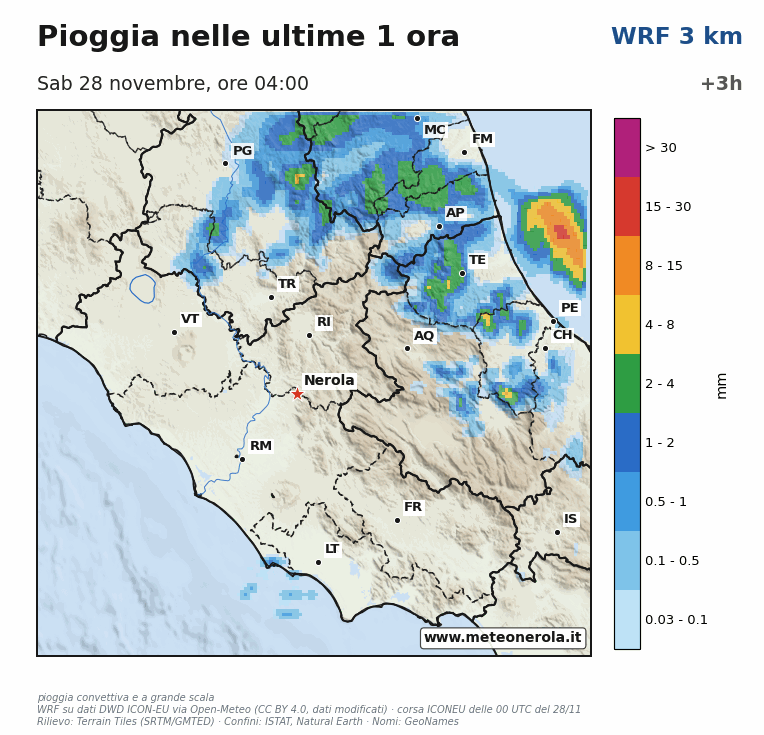 Pioggia nelle ultime 1 ora
WRF 3 km
Sab 28 novembre, ore 04:00
+3h
MC
FM
PG
AP
TE
TR
PE
VT
RI
AQ
CH
Nerola
RM
FR
IS
LT
www.meteonerola.it
> 30
15 - 30
8 - 15
4 - 8
2 - 4
1 - 2
0.5 - 1
0.1 - 0.5
0.03 - 0.1
mm
pioggia convettiva e a grande scala
WRF su dati DWD ICON-EU via Open-Meteo (CC BY 4.0, dati modificati) · corsa ICONEU delle 00 UTC del 28/11
Rilievo: Terrain Tiles (SRTM/GMTED) · Confini: ISTAT, Natural Earth · Nomi: GeoNames